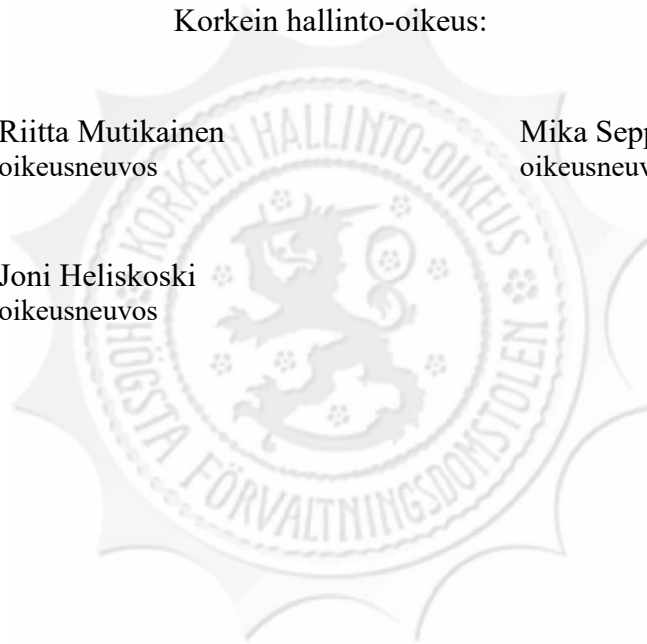 Korkein hallinto-oikeus:
Riitta Mutikainen
oikeusneuvos
Mika Sepp
oikeusneuv
Joni Heliskoski
oikeusneuvos
KORKEIN HALLINTO-OIKEUS
HÖGSTA FÖRVALTNINGSDOMSTOLEN